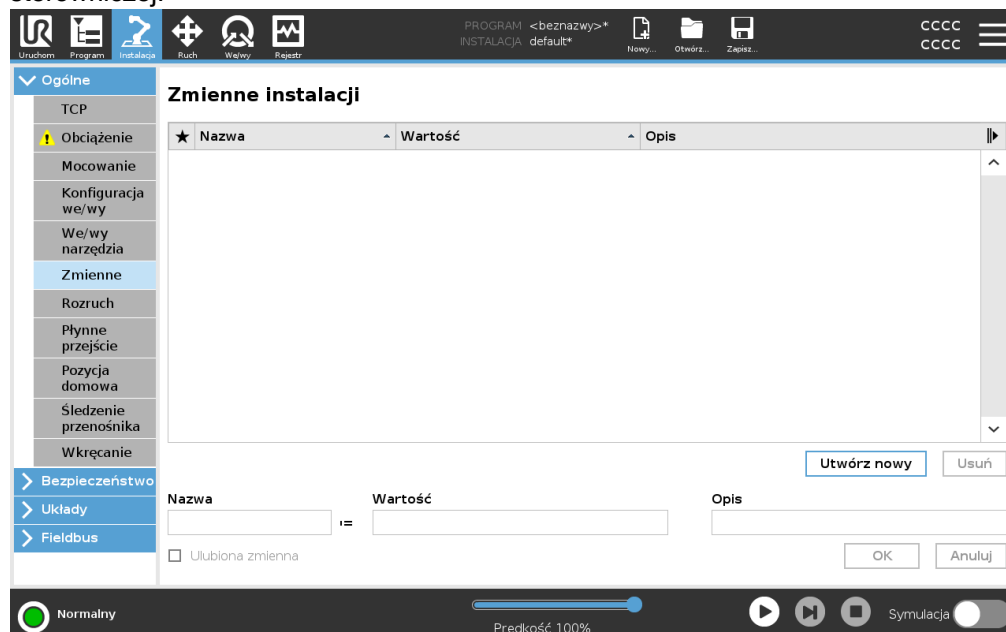 PROGRAM <beznazwy>*
INSTALACJA default*
CCCC
CCCC
Uruchom Program Instalacja Ruch We/wy Rejestr Nowy... Otwórz... Zapisz...
Ogólne
TCP
Obciążenie
Mocowanie
Konfiguracja
we/wy
We/wy
narzędzia
Zmienne
Rozruch
Płynne
przejście
Pozycja
domowa
Śledzenie
przenośnika
Wkręcanie
Bezpieczeństwo
Układy
Fieldbus
Zmienne instalacji
Nazwa Wartość Opis
Utwórz nowy Usuń
Nazwa Wartość Opis
Ulubiona zmienna
OK Anuluj
Normalny
Prędkość 100%
Symulacja